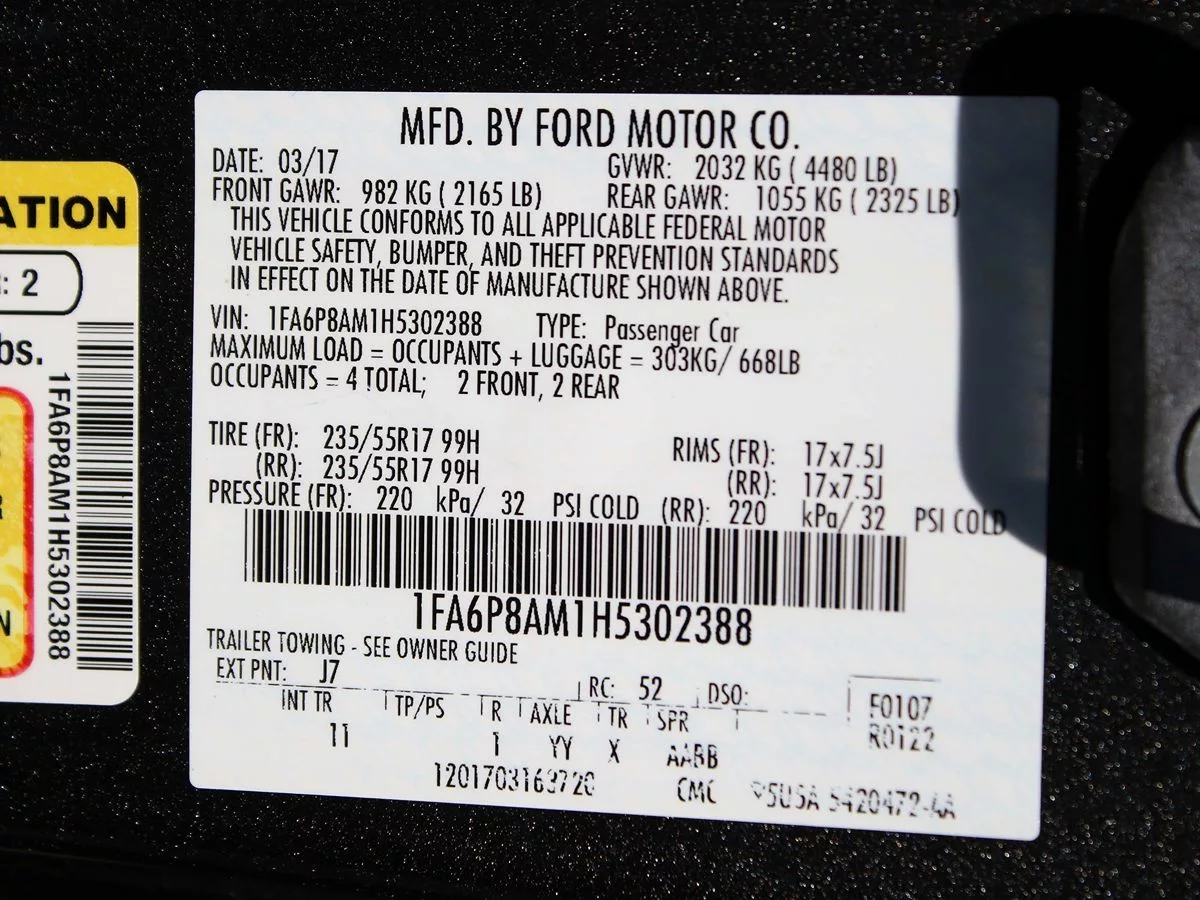 ATION
: 2
bs.
1FA6P8AM1H5302388
N
MFD. BY FORD MOTOR CO.
DATE: 03/17 GVWR: 2032 KG ( 4480 LB)
FRONT GAWR: 982 KG ( 2165 LB) REAR GAWR: 1055 KG ( 2325 LB)
THIS VEHICLE CONFORMS TO ALL APPLICABLE FEDERAL MOTOR
VEHICLE SAFETY, BUMPER, AND THEFT PREVENTION STANDARDS
IN EFFECT ON THE DATE OF MANUFACTURE SHOWN ABOVE.
VIN: 1FA6P8AM1H5302388 TYPE: Passenger Car
MAXIMUM LOAD = OCCUPANTS + LUGGAGE = 303KG/ 668LB
OCCUPANTS = 4 TOTAL; 2 FRONT, 2 REAR
TIRE (FR): 235/55R17 99H RIMS (FR): 17x7.5J
(RR): 235/55R17 99H (RR): 17x7.5J
PRESSURE (FR): 220 kPa/ 32 PSI COLD (RR): 220 kPa/ 32 PSI COLD
1FA6P8AM1H5302388
TRAILER TOWING - SEE OWNER GUIDE
EXT PNT: J7 RC: 52 DSO: F0107
INT TR TP/PS R AXLE TR SPR R0122
11 1 YY X AABB
1201703163720 CMC